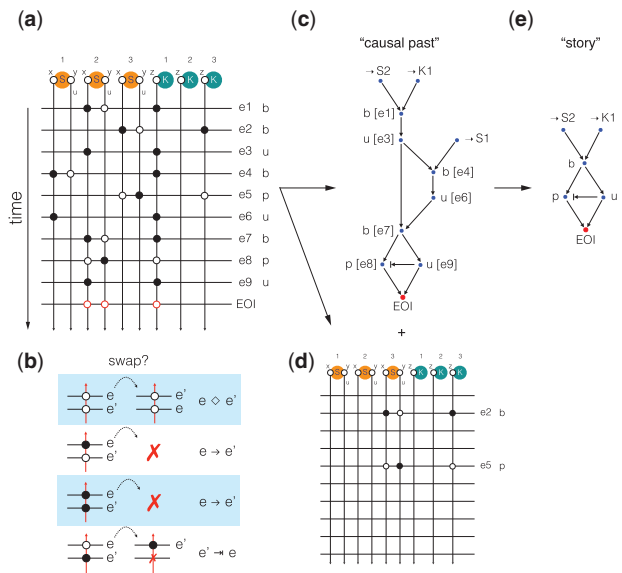 (a)
1 2 3 1 2 3
x S y u x S y u x S y u z K z K z K
time
e1 b
e2 b
e3 u
e4 b
e5 p
e6 u
e7 b
e8 p
e9 u
EOI
(b)
swap?
e e' e' e e ◇ e'
e e' ✗ e → e'
e e' ✗ e → e'
e e' e' ✗ e' ⇥ e
(c)
"causal past"
→ S2 → K1
b [e1]
u [e3] → S1
b [e4]
u [e6]
b [e7]
p [e8] u [e9]
EOI
+
(d)
1 2 3 1 2 3
x S y u x S y u x S y u z K z K z K
e2 b
e5 p
(e)
"story"
→ S2 → K1
b
p u
EOI